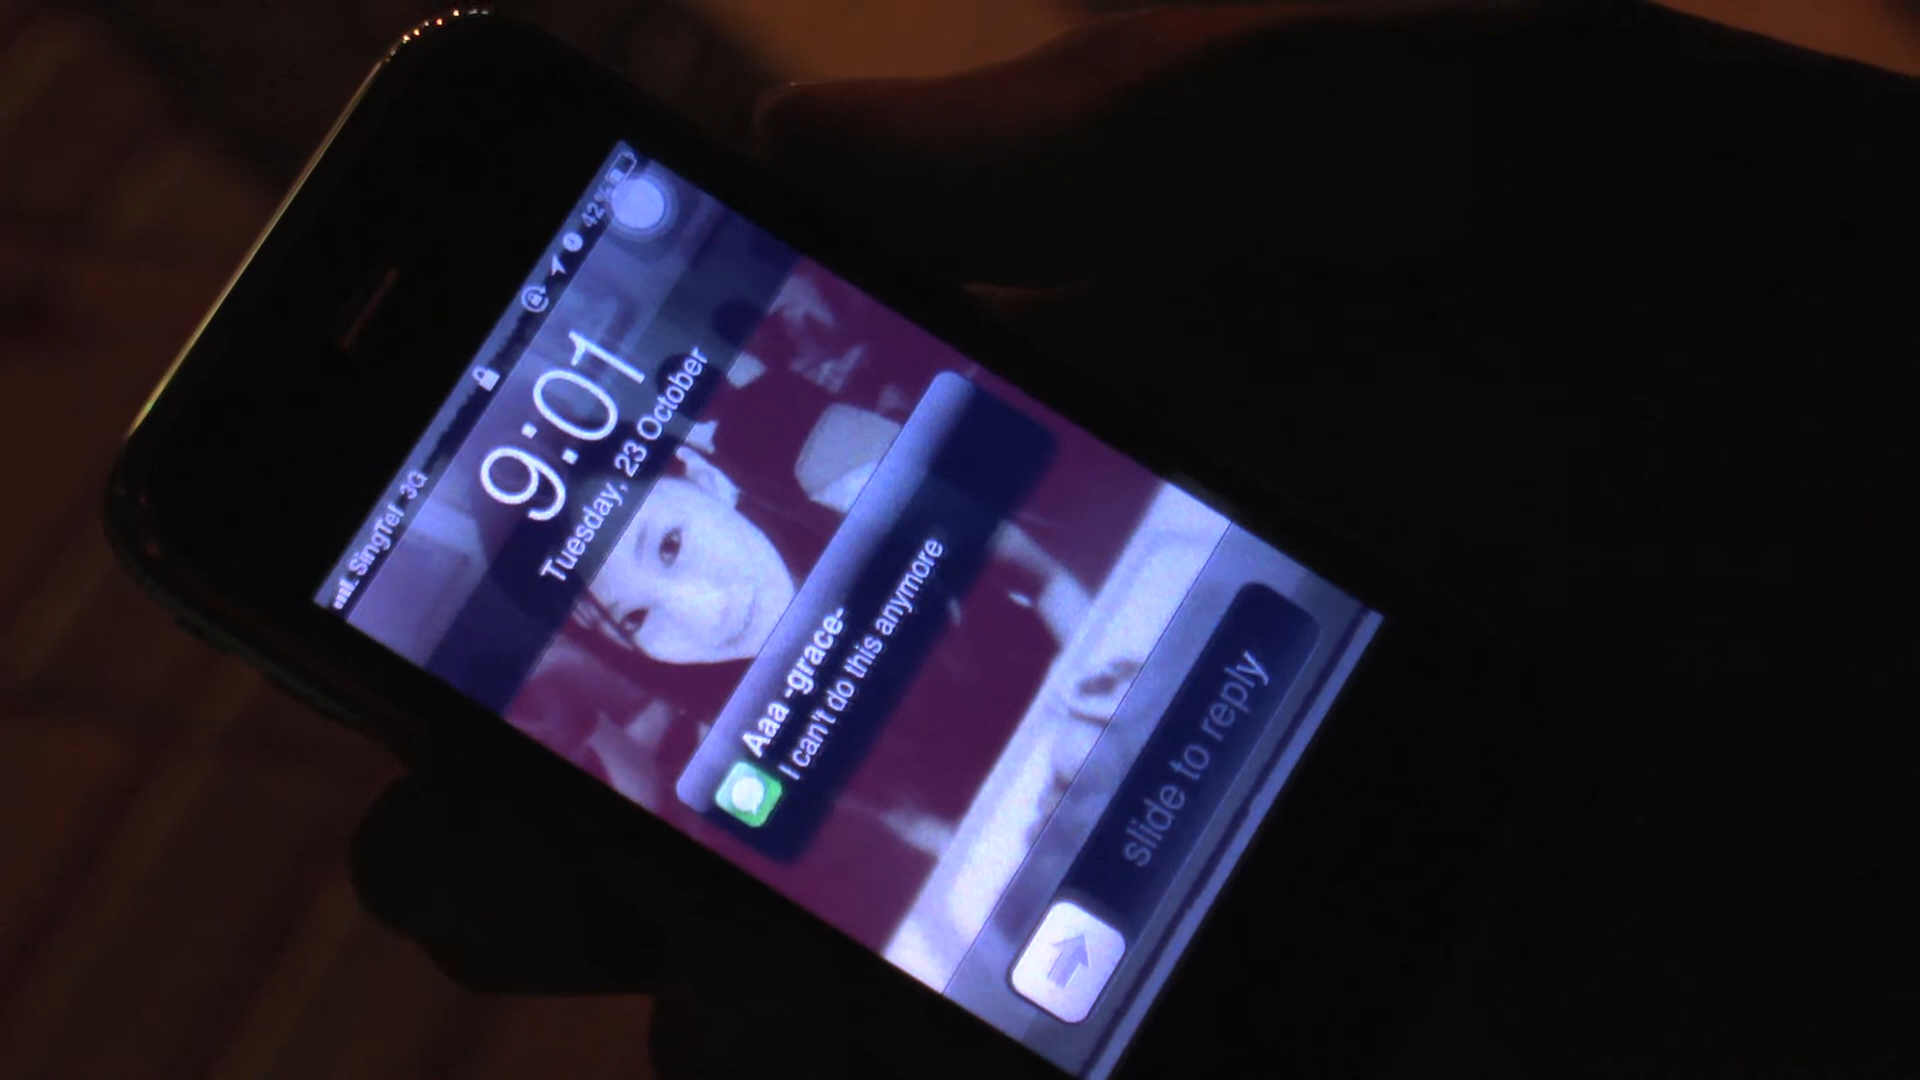 SingTel 3G 42%
9:01
Tuesday, 23 October
Aaa -grace-
I can't do this anymore
slide to reply